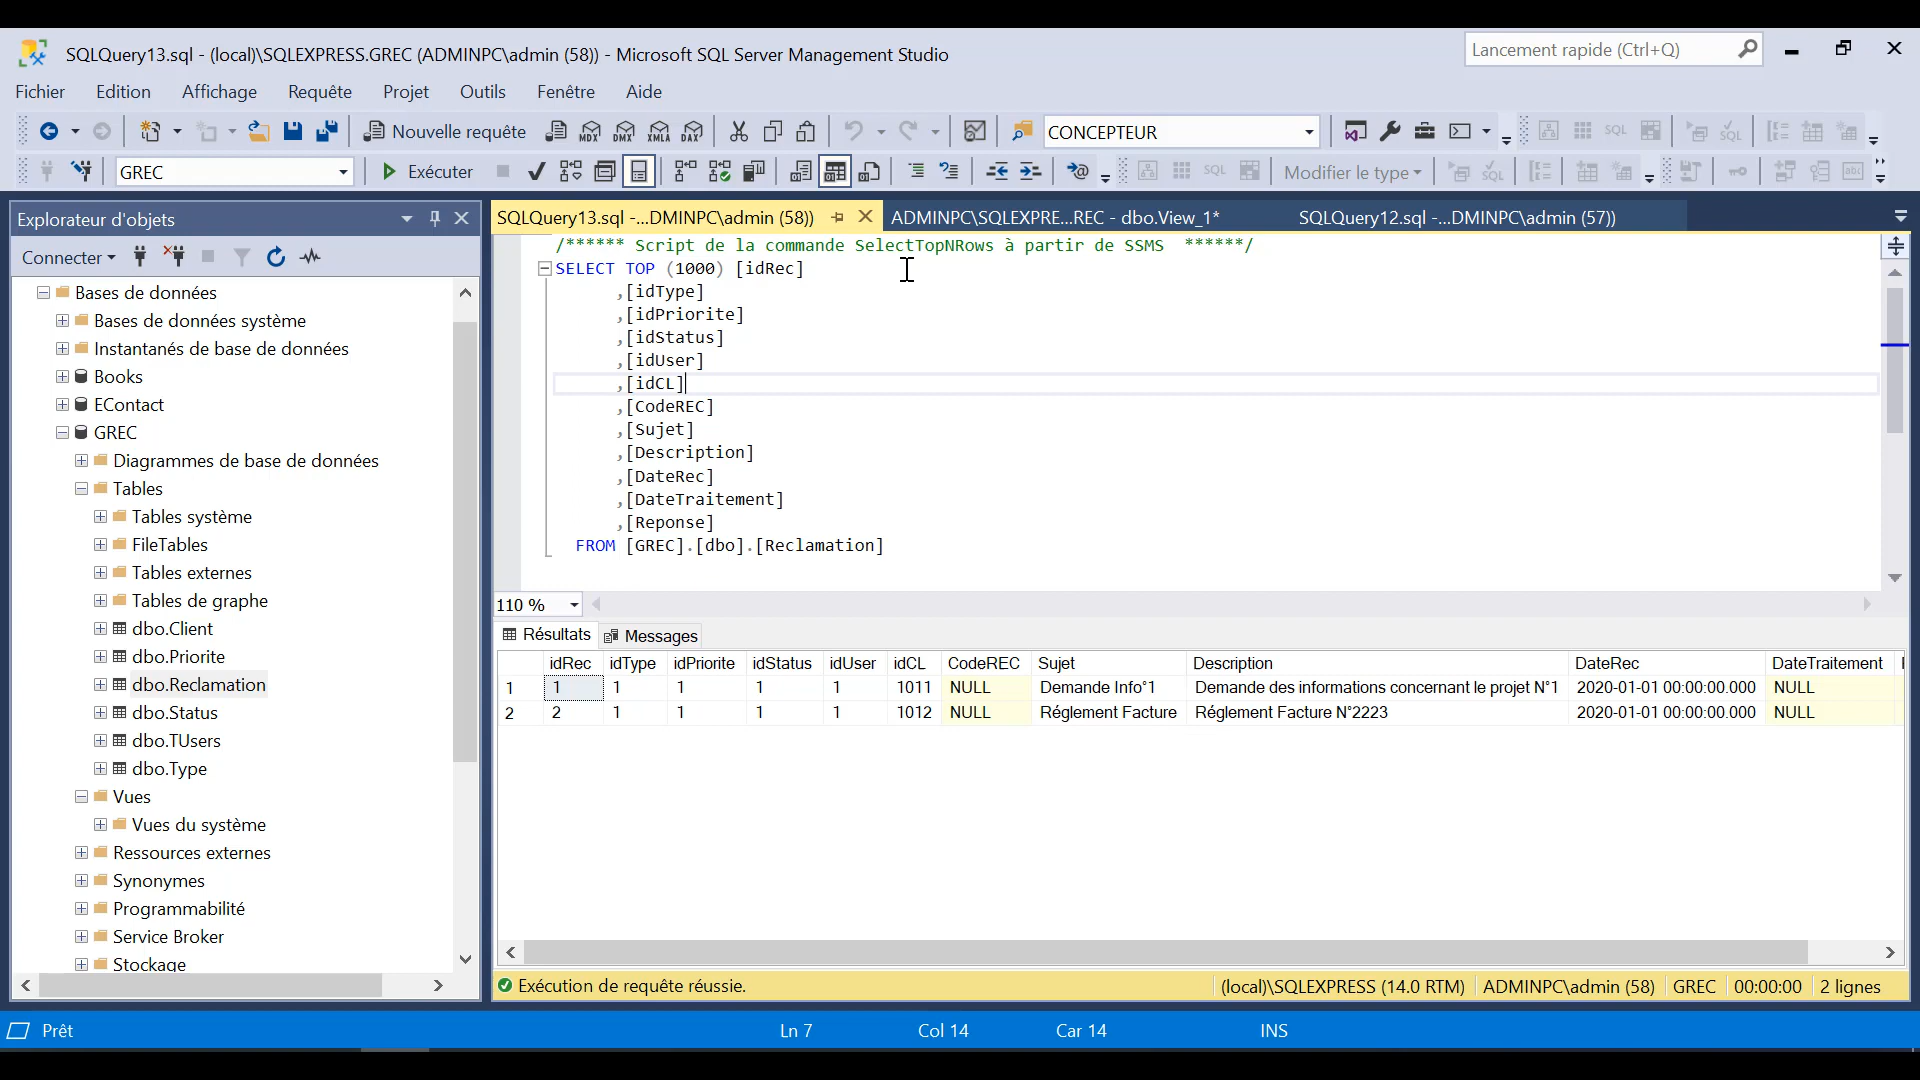 SQLQuery13.sql - (local)\SQLEXPRESS.GREC (ADMINPC\admin (58)) - Microsoft SQL Server Management Studio
Lancement rapide (Ctrl+Q)
Fichier Edition Affichage Requête Projet Outils Fenêtre Aide
Nouvelle requête MDX DMX XMLA DAX CONCEPTEUR SQL SQL
GREC Exécuter SQL Modifier le type SQL
Explorateur d'objets
Connecter
Bases de données
Bases de données système
Instantanés de base de données
Books
EContact
GREC
Diagrammes de base de données
Tables
Tables système
FileTables
Tables externes
Tables de graphe
dbo.Client
dbo.Priorite
dbo.Reclamation
dbo.Status
dbo.TUsers
dbo.Type
Vues
Vues du système
Ressources externes
Synonymes
Programmabilité
Service Broker
Stockage
SQLQuery13.sql -...DMINPC\admin (58)) ADMINPC\SQLEXPRE...REC - dbo.View_1* SQLQuery12.sql -...DMINPC\admin (57))
/****** Script de la commande SelectTopNRows à partir de SSMS ******/
SELECT TOP (1000) [idRec]
,[idType]
,[idPriorite]
,[idStatus]
,[idUser]
,[idCL]
,[CodeREC]
,[Sujet]
,[Description]
,[DateRec]
,[DateTraitement]
,[Reponse]
FROM [GREC].[dbo].[Reclamation]
110 %
Résultats Messages
idRec idType idPriorite idStatus idUser idCL CodeREC Sujet Description DateRec DateTraitement
1 1 1 1 1 1 1011 NULL Demande Info°1 Demande des informations concernant le projet N°1 2020-01-01 00:00:00.000 NULL
2 2 1 1 1 1 1012 NULL Réglement Facture Réglement Facture N°2223 2020-01-01 00:00:00.000 NULL
Exécution de requête réussie. (local)\SQLEXPRESS (14.0 RTM) ADMINPC\admin (58) GREC 00:00:00 2 lignes
Prêt Ln 7 Col 14 Car 14 INS